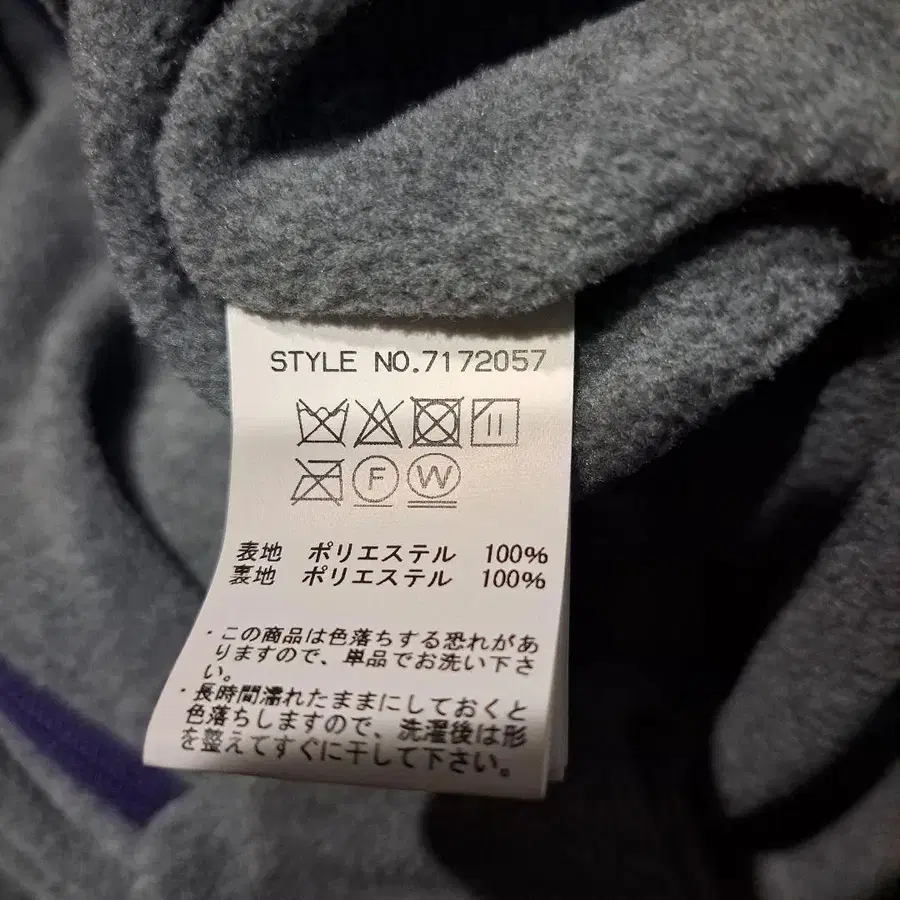 STYLE NO.7172057
F W
表地 ポリエステル 100%
裏地 ポリエステル 100%
・この商品は色落ちする恐れがあ
りますので、単品でお洗い下さ
い。
・長時間濡れたままにしておくと
色落ちしますので、洗濯後は形
を整えてすぐに干して下さい。